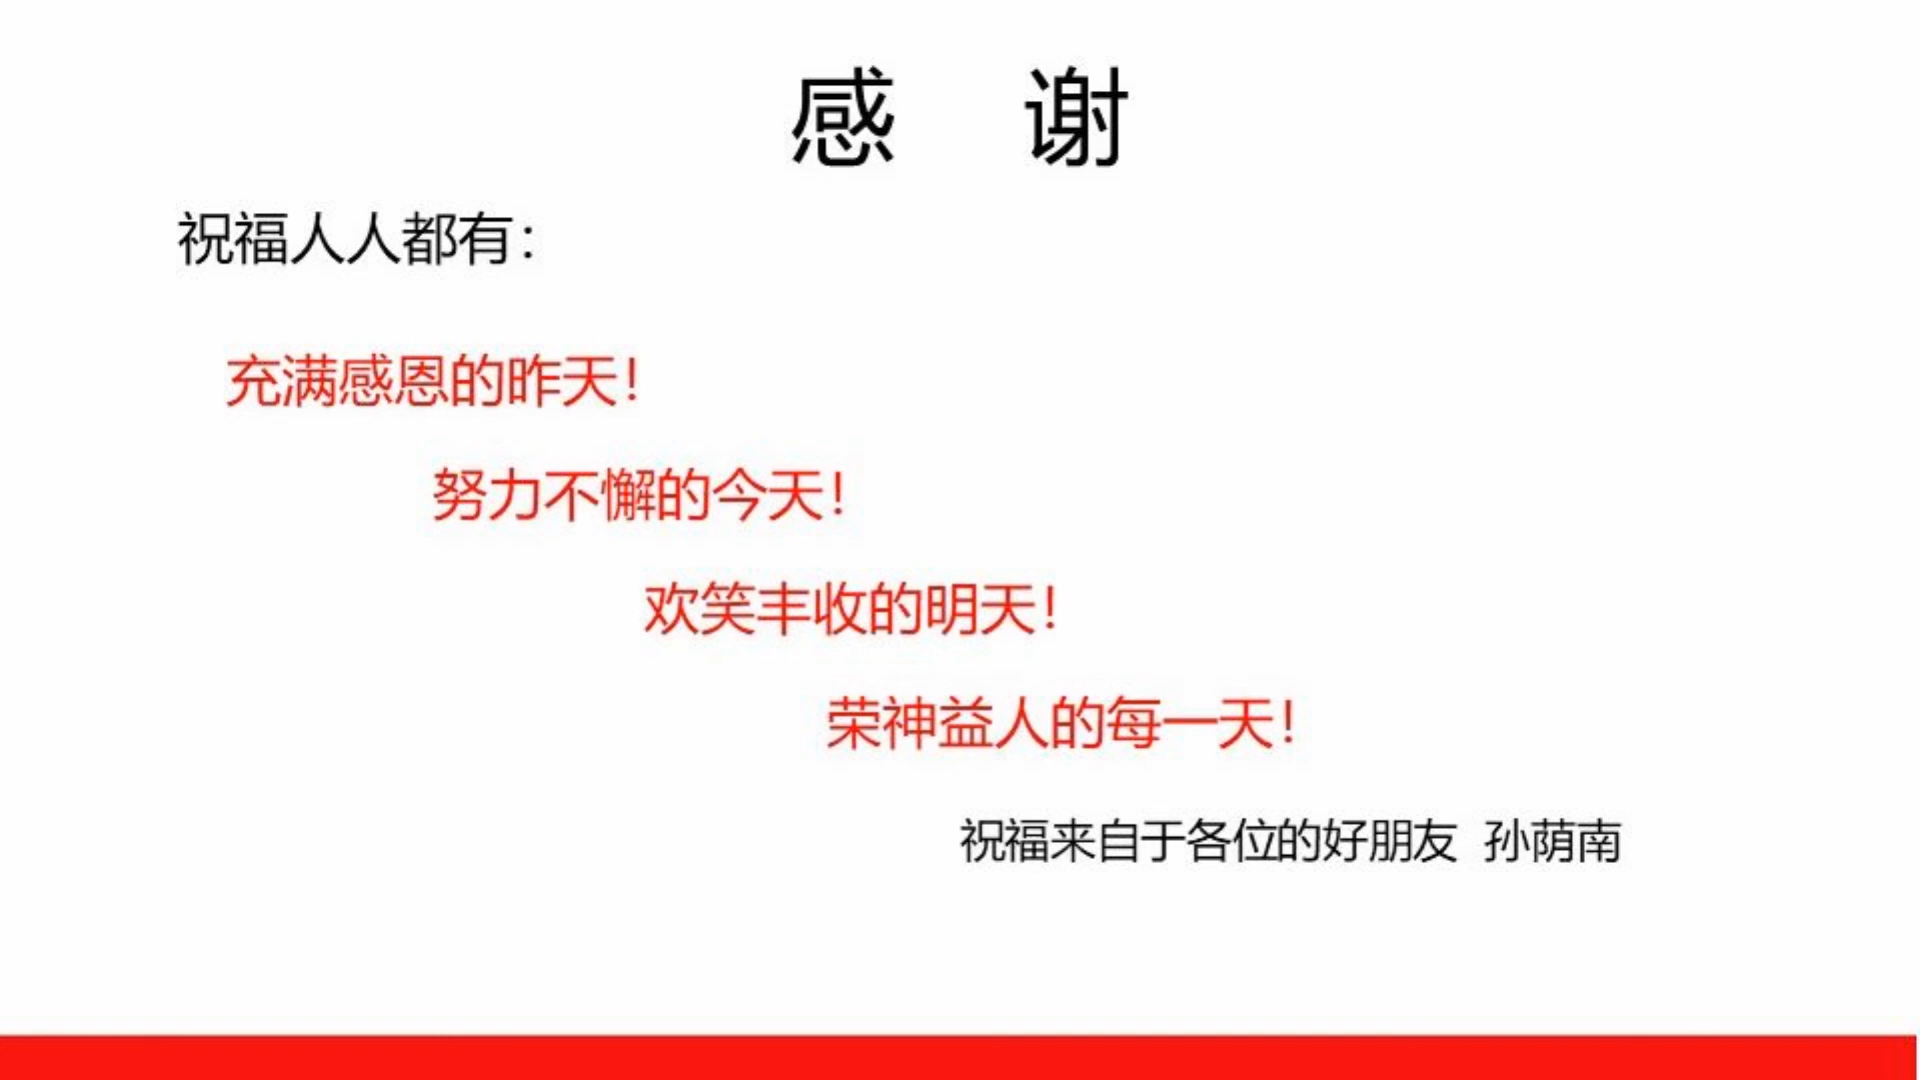 感 谢
祝福人人都有：
充满感恩的昨天！
努力不懈的今天！
欢笑丰收的明天！
荣神益人的每一天！
祝福来自于各位的好朋友 孙荫南